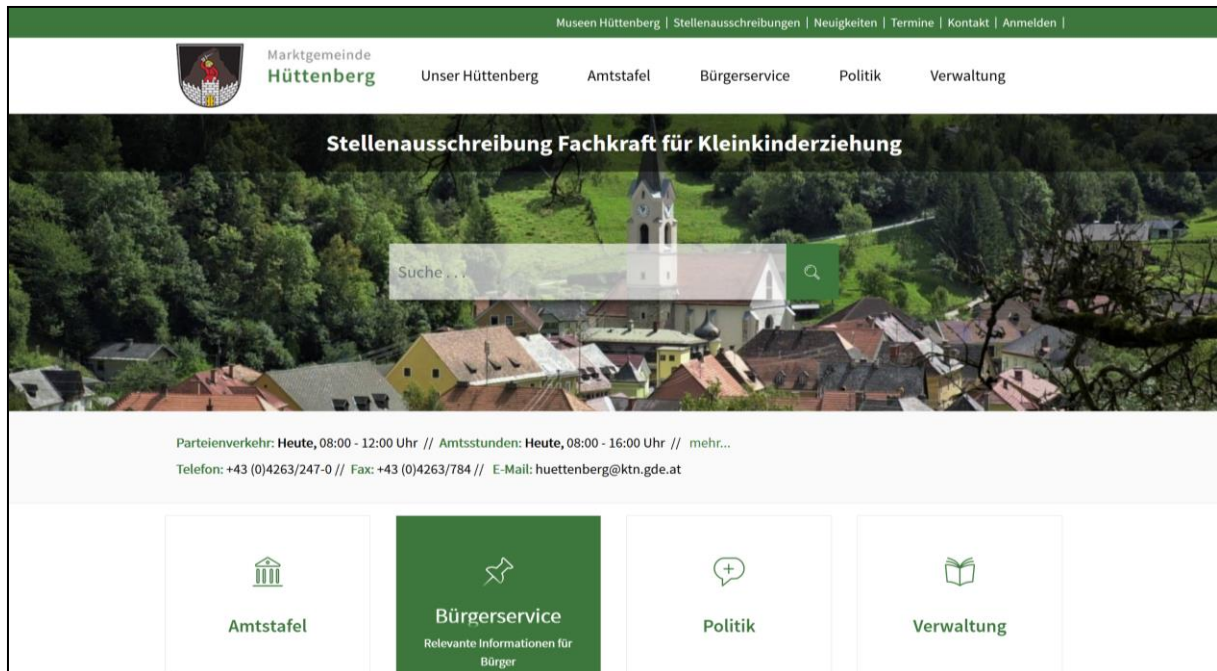 Museen Hüttenberg | Stellenausschreibungen | Neuigkeiten | Termine | Kontakt | Anmelden |
Marktgemeinde
Hüttenberg
Unser Hüttenberg Amtstafel Bürgerservice Politik Verwaltung
Stellenausschreibung Fachkraft für Kleinkinderziehung
Suche . . .
Parteienverkehr: Heute, 08:00 - 12:00 Uhr // Amtsstunden: Heute, 08:00 - 16:00 Uhr // mehr...
Telefon: +43 (0)4263/247-0 // Fax: +43 (0)4263/784 // E-Mail: huettenberg@ktn.gde.at
Amtstafel
Bürgerservice
Relevante Informationen für
Bürger
Politik
Verwaltung